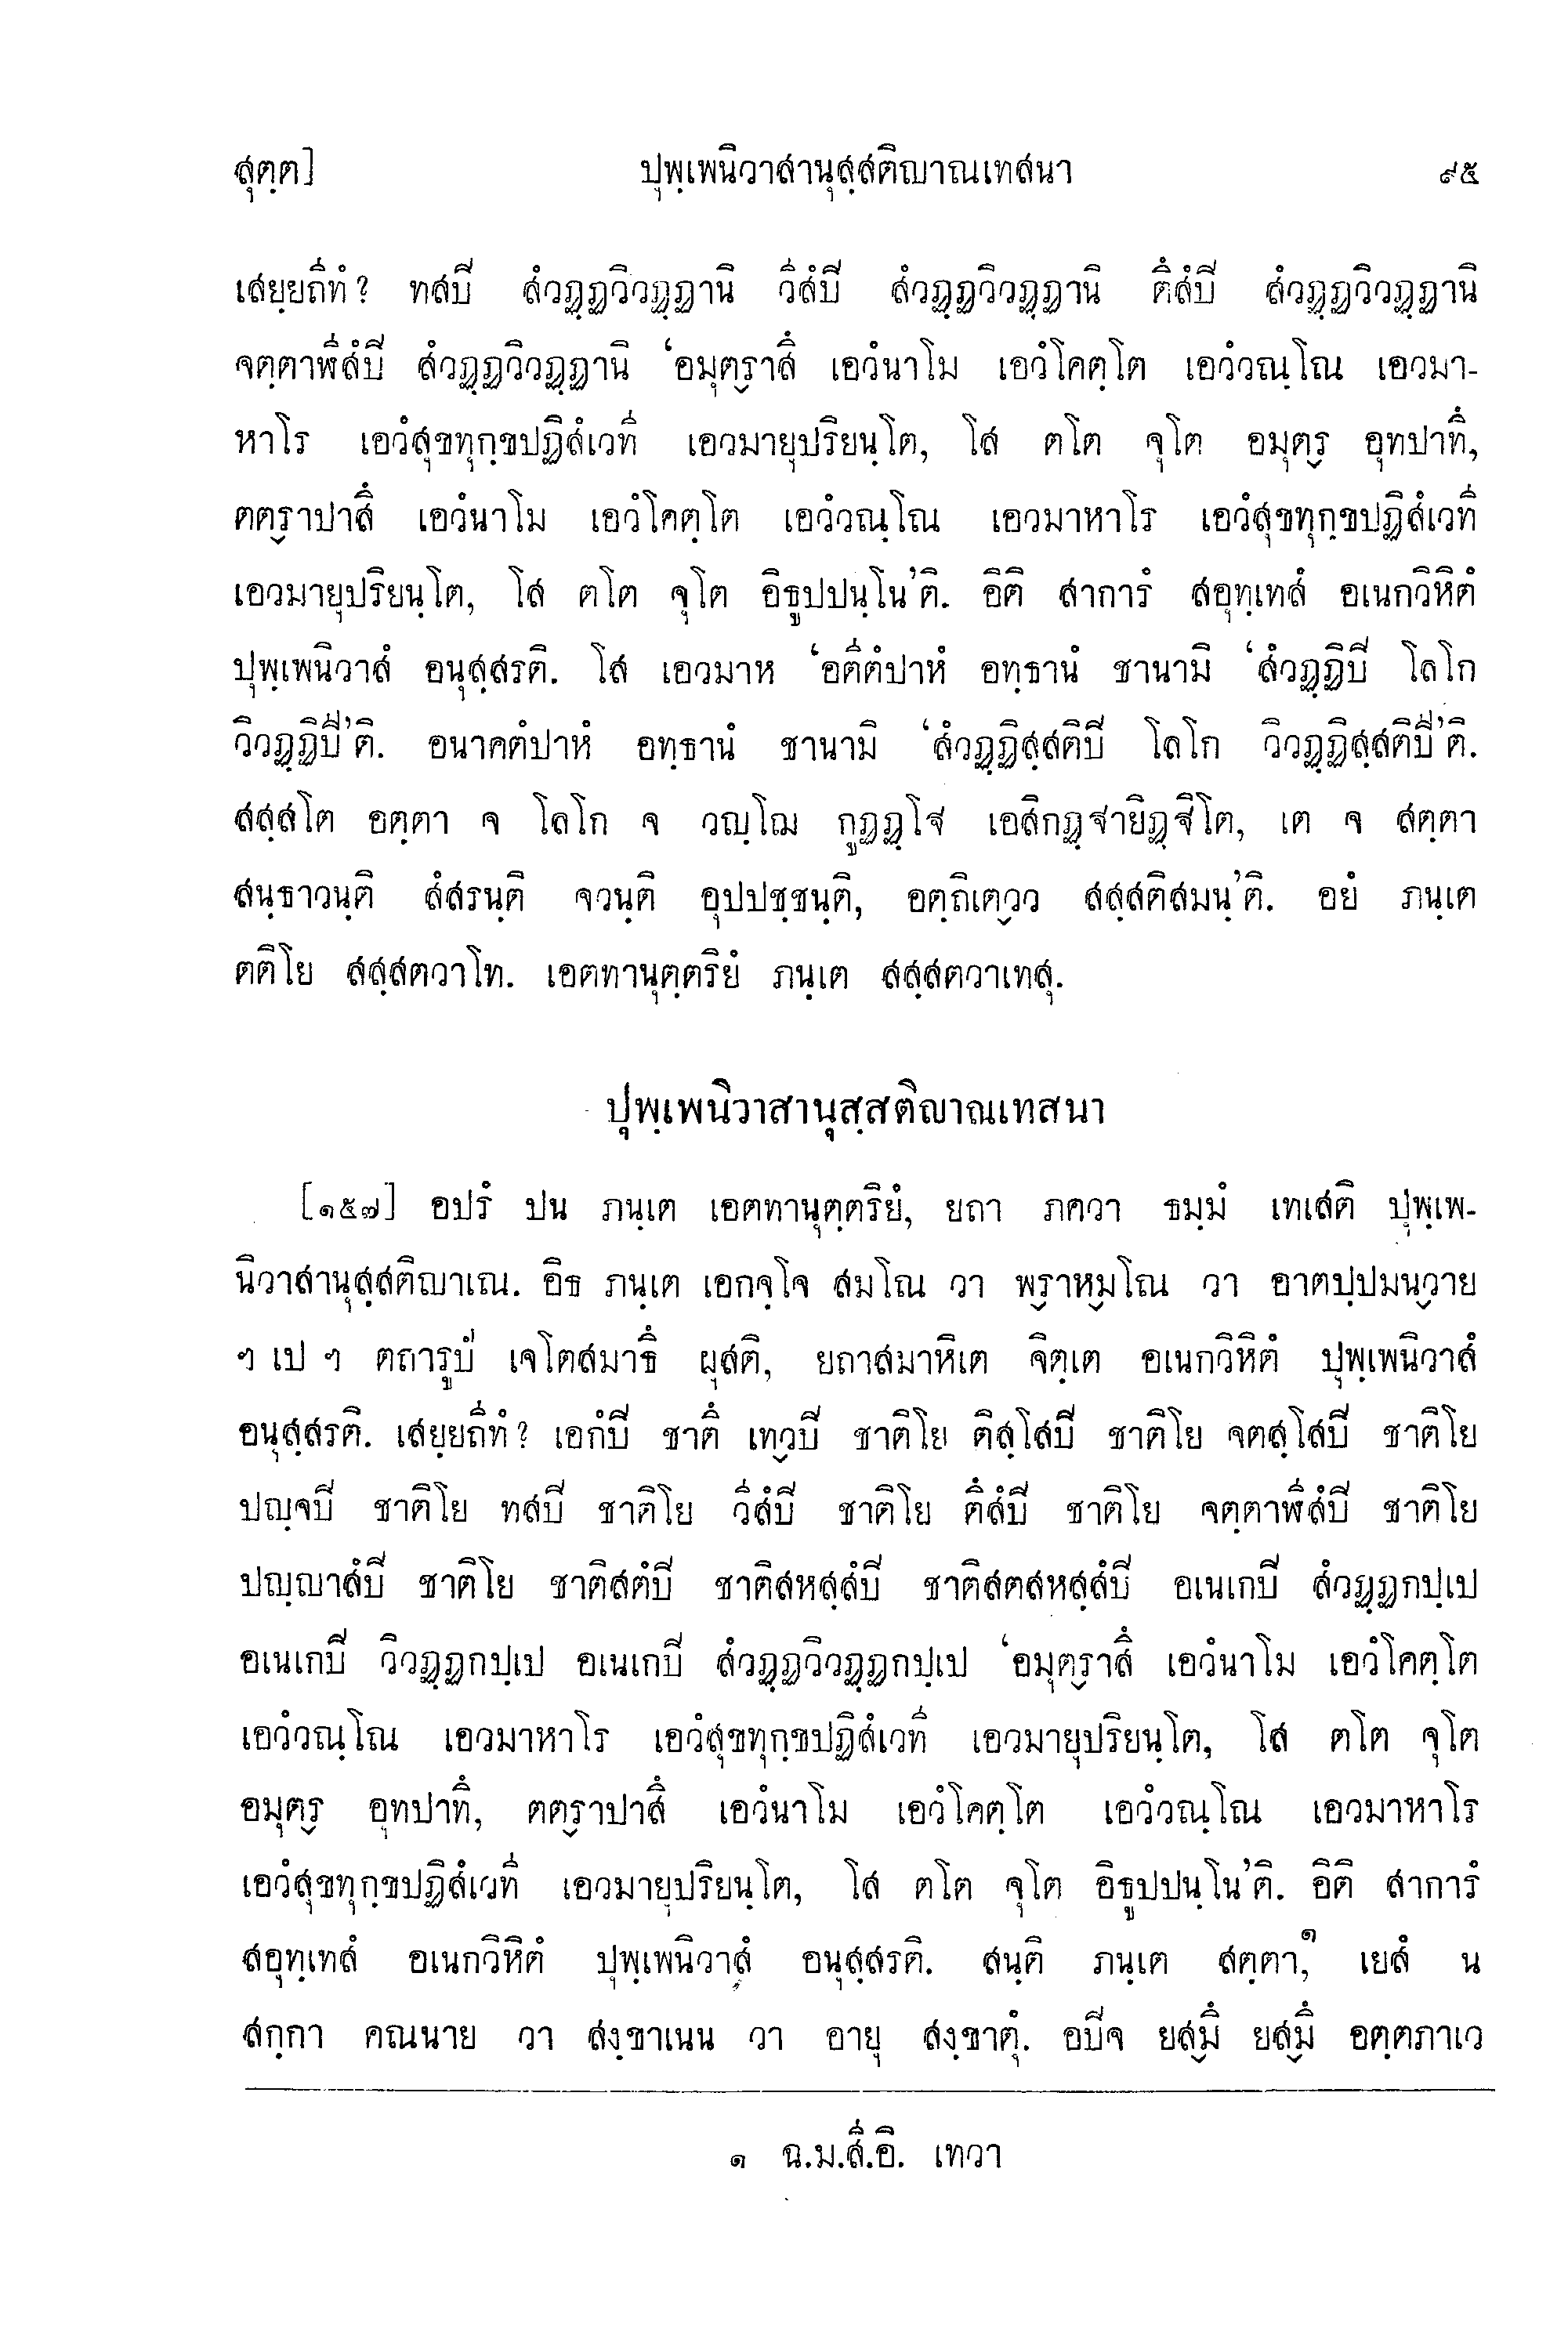 สุตฺต]	ปุพฺเพนิวาสานุสฺสติญาณเทสนา	๙๕
เสยฺยถีทํ? ทสปิ สํวฏฺฏวิวฏฺฏานิ วีสํปิ สํวฏฺฏวิวฏฺฏานิ ตึสํปิ สํวฏฺฏวิวฏฺฏานิ
จตฺตาฬีสํปิ สํวฏฺฏวิวฏฺฏานิ ‘อมุตฺราสึ เอวํนาโม เอวํโคตฺโต เอวํวณฺโณ เอวมา-
หาโร เอวํสุขทุกฺขปฏิสํเวที เอวมายุปริยนฺโต, โส ตโต จุโต อมุตฺร อุทปาทึ,
ตตฺราปาสึ เอวํนาโม เอวํโคตฺโต เอวํวณฺโณ เอวมาหาโร เอวํสุขทุกฺขปฏิสํเวที
เอวมายุปริยนฺโต, โส ตโต จุโต อิธูปปนฺโน’ติ. อิติ สาการํ สอุทฺเทสํ อเนกวิหิตํ
ปุพฺเพนิวาสํ อนุสฺสรติ. โส เอวมาห ‘อตีตํปาหํ อทฺธานํ ชานามิ ‘สํวฏฺฏิปิ โลโก
วิวฏฺฏิปี’ติ. อนาคตํปาหํ อทฺธานํ ชานามิ ‘สํวฏฺฏิสฺสติปิ โลโก วิวฏฺฏิสฺสติปี’ติ.
สสฺสโต อตฺตา จ โลโก จ วญฺโฌ กูฏฏฺโฐ เอสิกฏฺฐายิฏฺฐิโต, เต จ สตฺตา
สนฺธาวนฺติ สํสรนฺติ จวนฺติ อุปปชฺชนฺติ, อตฺถิเตฺวว สสฺสติสมนฺ’ติ. อยํ ภนฺเต
ตติโย สสฺสตวาโท. เอตทานุตฺตริยํ ภนฺเต สสฺสตวาเทสุ.
ปุพฺเพนิวาสานุสฺสติญาณเทสนา
[๑๕๗] อปรํ ปน ภนฺเต เอตทานุตฺตริยํ, ยถา ภควา ธมฺมํ เทเสติ ปุพฺเพ-
นิวาสานุสฺสติญาเณ. อิธ ภนฺเต เอกจฺโจ สมโณ วา พฺราหฺมโณ วา อาตปฺปมนฺวาย
ฯ เป ฯ ตถารูปํ เจโตสมาธึ ผุสติ, ยถาสมาหิเต จิตฺเต อเนกวิหิตํ ปุพฺเพนิวาสํ
อนุสฺสรติ. เสยฺยถีทํ? เอกํปิ ชาตึ เทฺวปิ ชาติโย ติสฺโสปิ ชาติโย จตสฺโสปิ ชาติโย
ปญฺจปิ ชาติโย ทสปิ ชาติโย วีสํปิ ชาติโย ตึสํปิ ชาติโย จตฺตาฬีสํปิ ชาติโย
ปญฺญาสํปิ ชาติโย ชาติสตํปิ ชาติสหสฺสํปิ ชาติสตสหสฺสํปิ อเนเกปิ สํวฏฺฏกปฺเป
อเนเกปิ วิวฏฺฏกปฺเป อเนเกปิ สํวฏฺฏวิวฏฺฏกปฺเป ‘อมุตฺราสึ เอวํนาโม เอวํโคตฺโต
เอวํวณฺโณ เอวมาหาโร เอวํสุขทุกฺขปฏิสํเวที เอวมายุปริยนฺโต, โส ตโต จุโต
อมุตฺร อุทปาทึ, ตตฺราปาสึ เอวํนาโม เอวํโคตฺโต เอวํวณฺโณ เอวมาหาโร
เอวํสุขทุกฺขปฏิสํเวที เอวมายุปริยนฺโต, โส ตโต จุโต อิธูปปนฺโน’ติ. อิติ สาการํ
สอุทฺเทสํ อเนกวิหิตํ ปุพฺเพนิวาสํ อนุสฺสรติ. สนฺติ ภนฺเต สตฺตา,๑ เยสํ น
สกฺกา คณนาย วา สงฺขาเนน วา อายุ สงฺขาตุํ. อปิจ ยสฺมึ ยสฺมึ อตฺตภาเว
๑ ฉ.ม.สี.อิ. เทวา